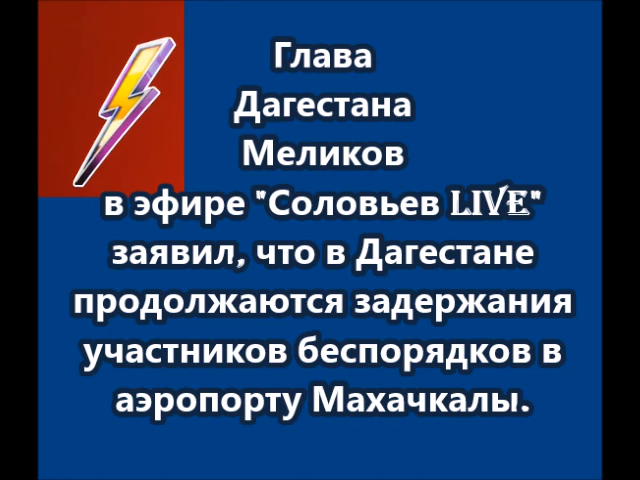 Глава
Дагестана
Меликов
в эфире "Соловьев LIVE"
заявил, что в Дагестане
продолжаются задержания
участников беспорядков в
аэропорту Махачкалы.